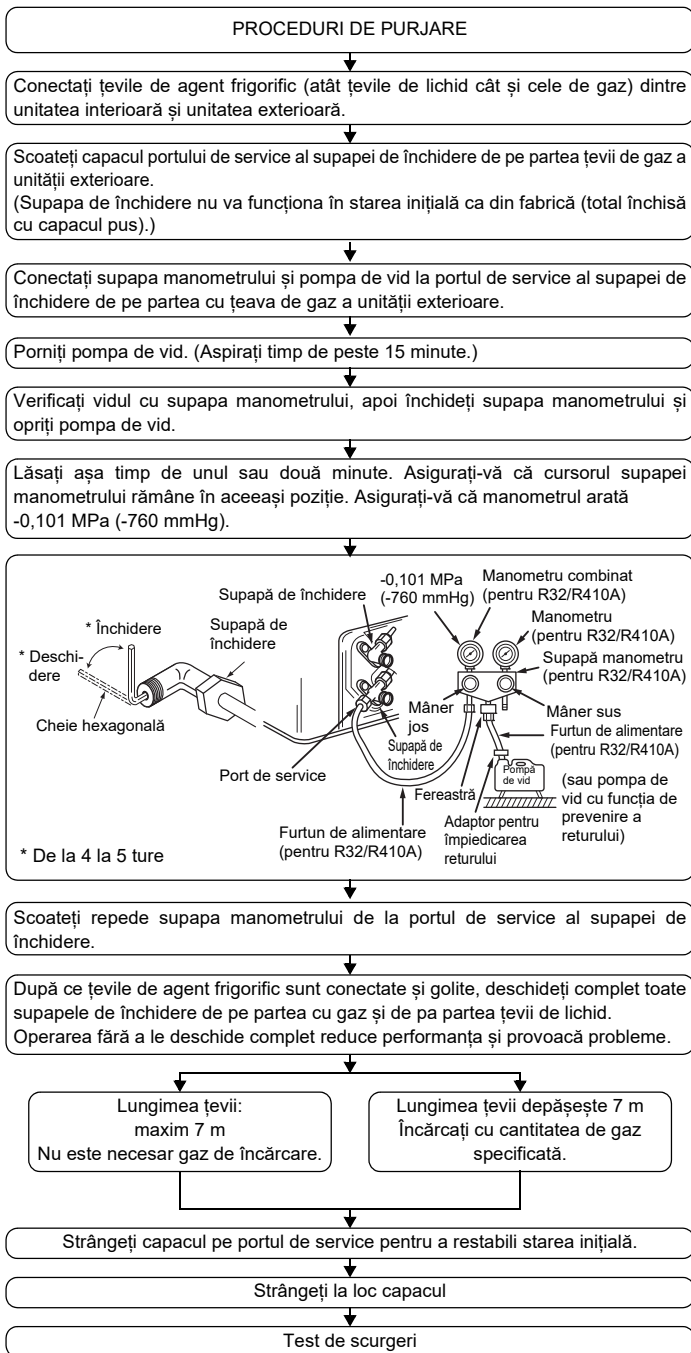 PROCEDURI DE PURJARE
Conectați țevile de agent frigorific (atât țevile de lichid cât și cele de gaz) dintre
unitatea interioară și unitatea exterioară.
Scoateți capacul portului de service al supapei de închidere de pe partea țevii de gaz a
unității exterioare.
(Supapa de închidere nu va funcționa în starea inițială ca din fabrică (total închisă
cu capacul pus).)
Conectați supapa manometrului și pompa de vid la portul de service al supapei de
închidere de pe partea cu țeava de gaz a unității exterioare.
Porniți pompa de vid. (Aspirați timp de peste 15 minute.)
Verificați vidul cu supapa manometrului, apoi închideți supapa manometrului și
opriți pompa de vid.
Lăsați așa timp de unul sau două minute. Asigurați-vă că cursorul supapei
manometrului rămâne în aceeași poziție. Asigurați-vă că manometrul arată
-0,101 MPa (-760 mmHg).
* Închidere
* Deschi-
dere
Cheie hexagonală
Supapă de
închidere
Supapă de închidere
-0,101 MPa
(-760 mmHg)
Manometru combinat
(pentru R32/R410A)
Manometru
(pentru R32/R410A)
Supapă manometru
(pentru R32/R410A)
Mâner
jos
Mâner sus
Supapă de
închidere
Port de service
Furtun de alimentare
(pentru R32/R410A)
Pompă
de vid
Fereastră
(sau pompa de
vid cu funcția de
prevenire a
returului)
Adaptor pentru
împiedicarea
returului
Furtun de alimentare
(pentru R32/R410A)
* De la 4 la 5 ture
Scoateți repede supapa manometrului de la portul de service al supapei de
închidere.
După ce țevile de agent frigorific sunt conectate și golite, deschideți complet toate
supapele de închidere de pe partea cu gaz și de pa partea țevii de lichid.
Operarea fără a le deschide complet reduce performanța și provoacă probleme.
Lungimea țevii:
maxim 7 m
Nu este necesar gaz de încărcare.
Lungimea țevii depășește 7 m
Încărcați cu cantitatea de gaz
specificată.
Strângeți capacul pe portul de service pentru a restabili starea inițială.
Strângeți la loc capacul
Test de scurgeri